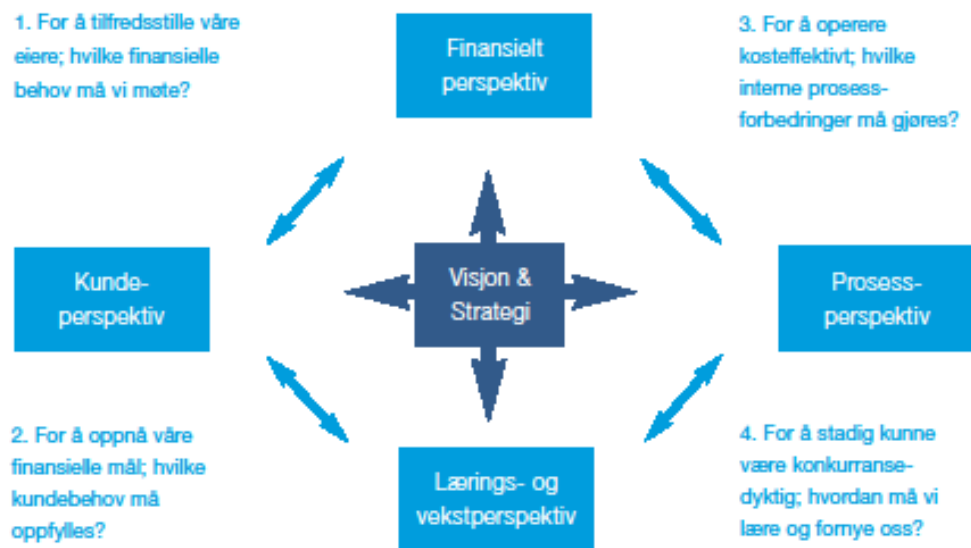 1. For å tilfredsstille våre
eiere; hvilke finansielle
behov må vi møte?
Finansielt
perspektiv
3. For å operere
kosteffektivt; hvilke
interne prosess-
forbedringer må gjøres?
Kunde-
perspektiv
Visjon &
Strategi
Prosess-
perspektiv
2. For å oppnå våre
finansielle mål; hvilke
kundebehov må
oppfylles?
Lærings- og
vekstperspektiv
4. For å stadig kunne
være konkurranse-
dyktig; hvordan må vi
lære og fornye oss?